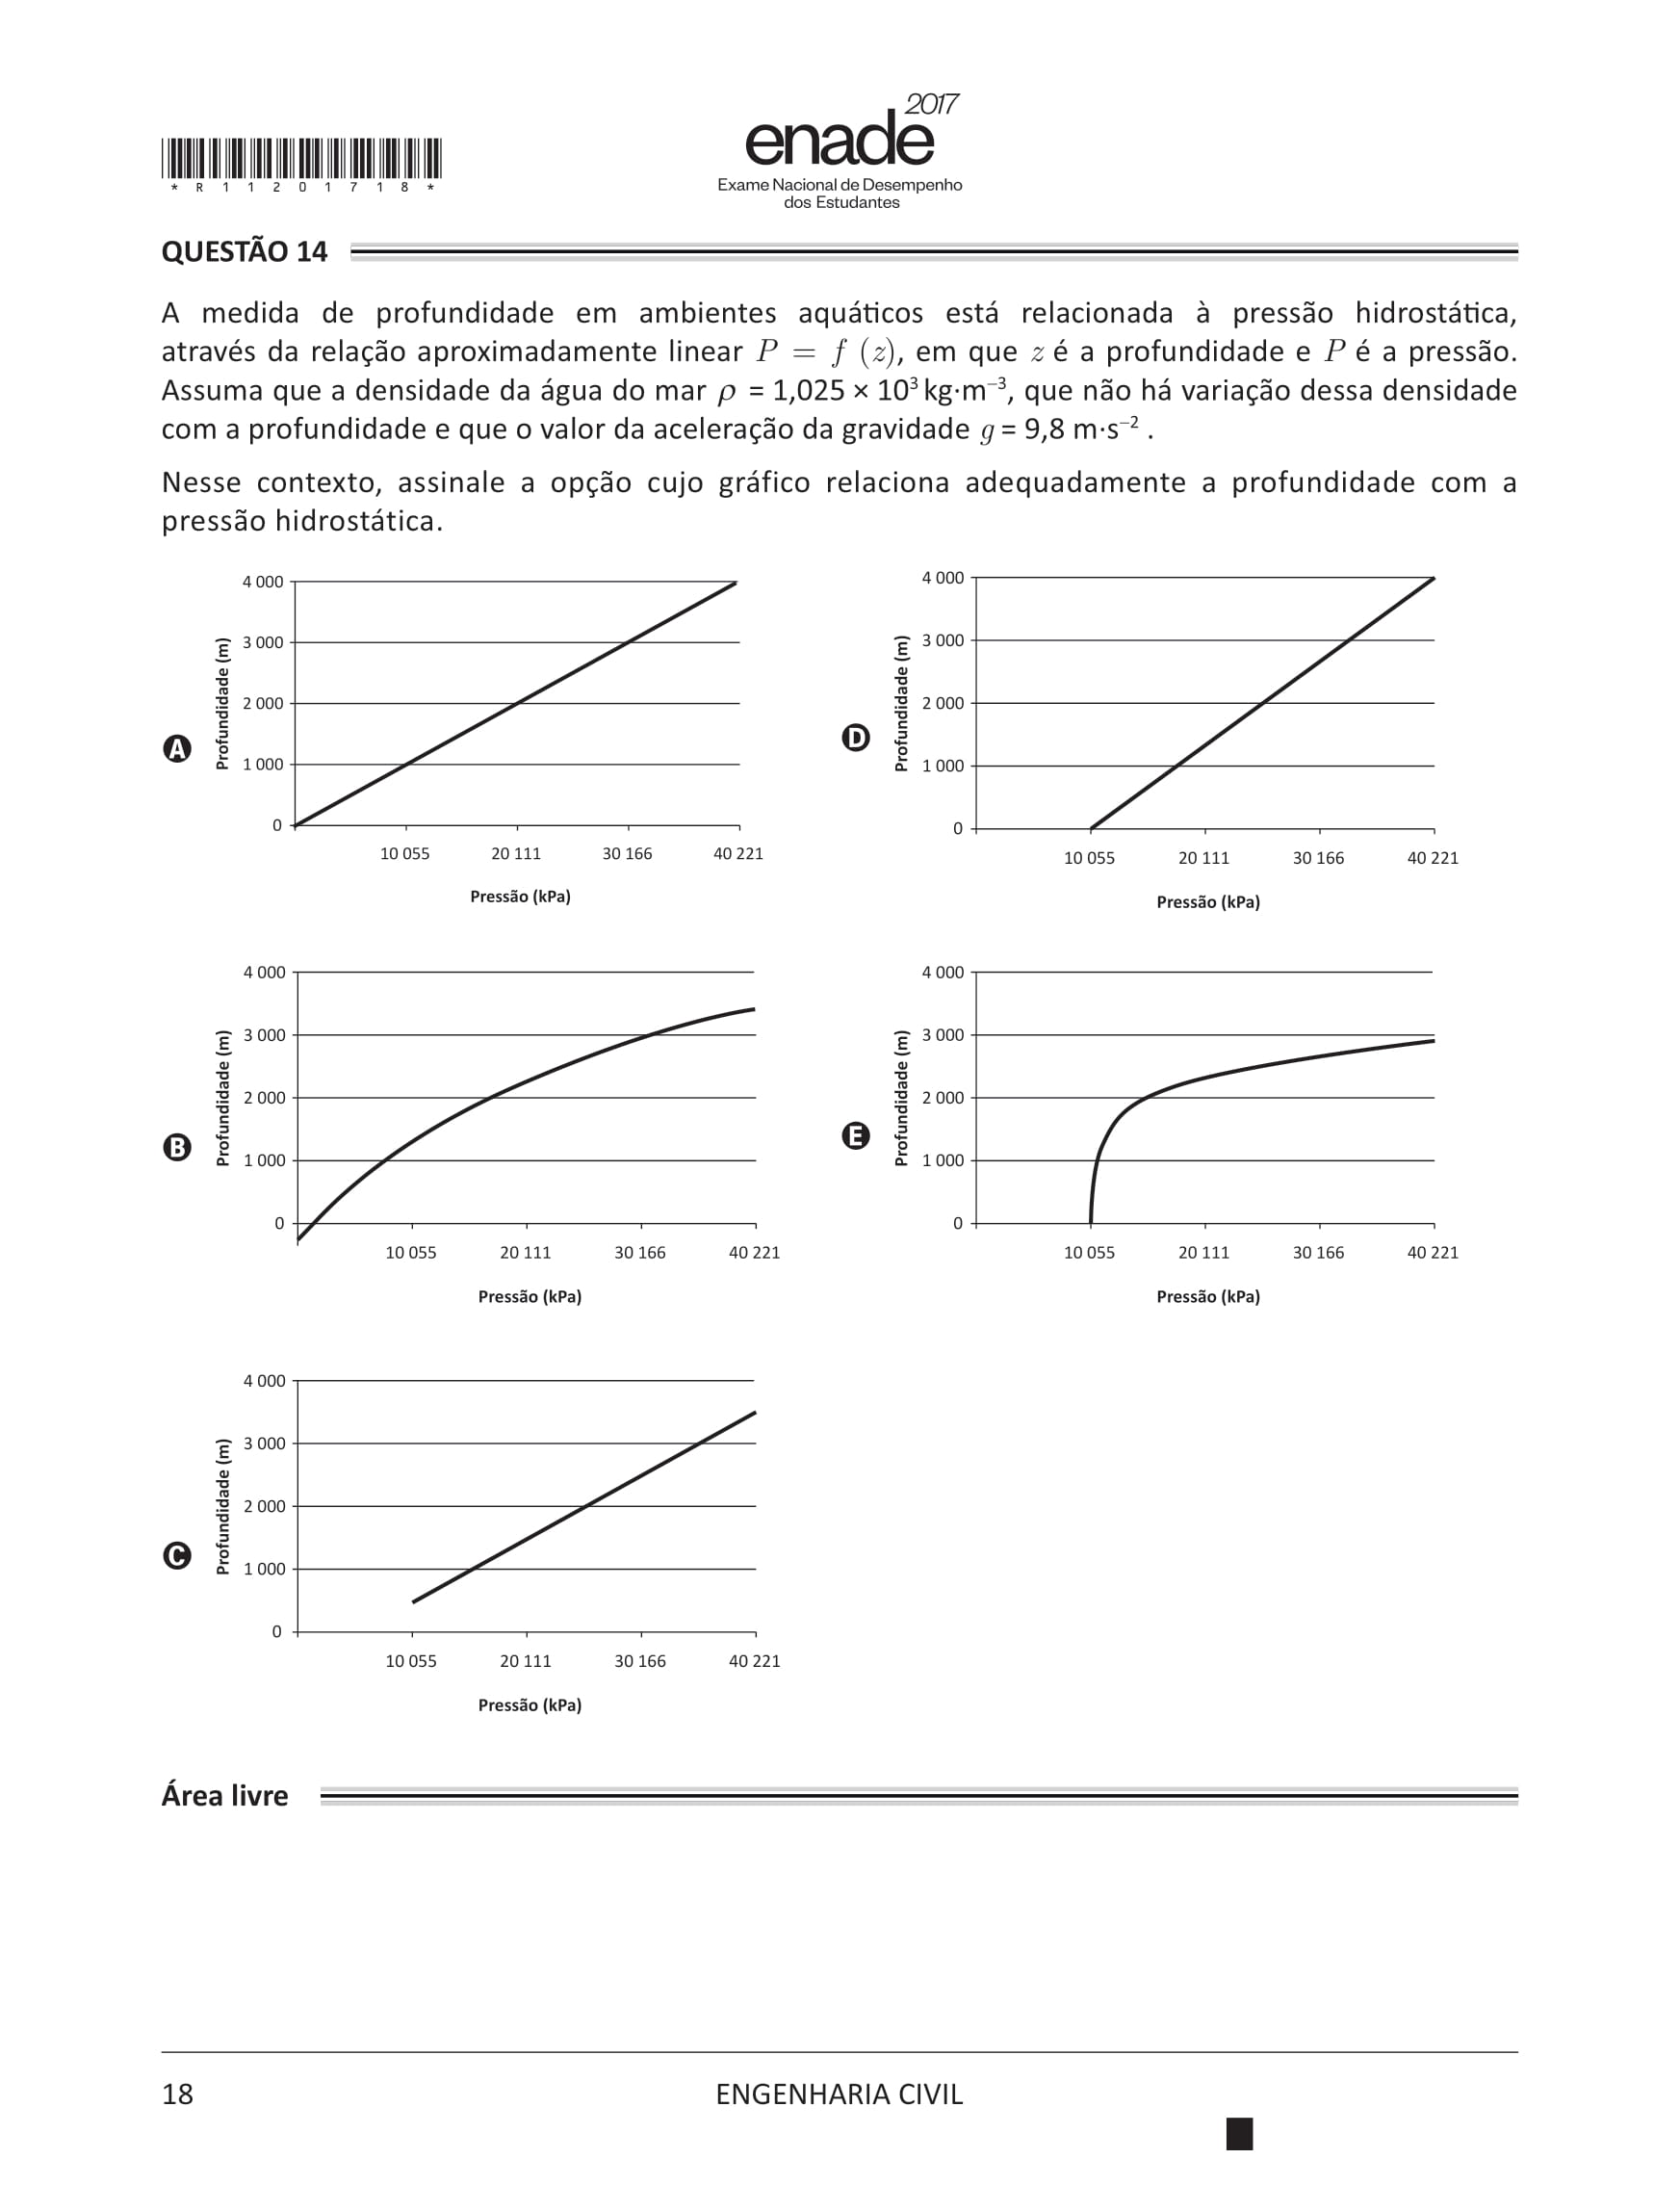 2017
enade
Exame Nacional de Desempenho
dos Estudantes
* R 1 1 2 0 1 7 1 8 *
QUESTÃO 14
A medida de profundidade em ambientes aquáticos está relacionada à pressão hidrostática,
através da relação aproximadamente linear P = f (z), em que z é a profundidade e P é a pressão.
Assuma que a densidade da água do mar ρ = 1,025 × 10³ kg·m⁻³, que não há variação dessa densidade
com a profundidade e que o valor da aceleração da gravidade g = 9,8 m·s⁻² .
Nesse contexto, assinale a opção cujo gráfico relaciona adequadamente a profundidade com a
pressão hidrostática.
A
Profundidade (m)
4 000
3 000
2 000
1 000
0
10 055 20 111 30 166 40 221
Pressão (kPa)
B
Profundidade (m)
4 000
3 000
2 000
1 000
0
10 055 20 111 30 166 40 221
Pressão (kPa)
C
Profundidade (m)
4 000
3 000
2 000
1 000
0
10 055 20 111 30 166 40 221
Pressão (kPa)
D
Profundidade (m)
4 000
3 000
2 000
1 000
0
10 055 20 111 30 166 40 221
Pressão (kPa)
E
Profundidade (m)
4 000
3 000
2 000
1 000
0
10 055 20 111 30 166 40 221
Pressão (kPa)
Área livre
18
ENGENHARIA CIVIL